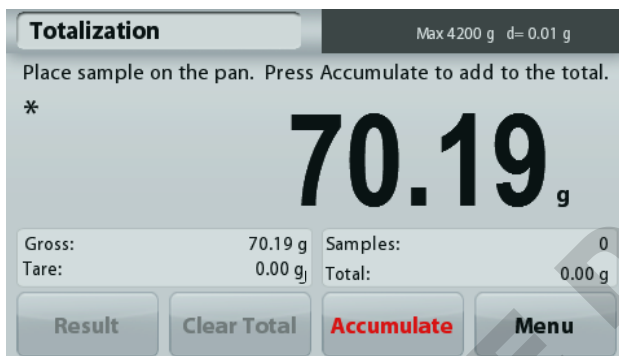 Totalization
Max 4200 g d= 0.01 g
Place sample on the pan. Press Accumulate to add to the total.
*
70.19 g
Gross: 70.19 g
Tare: 0.00 g
Samples: 0
Total: 0.00 g
Result
Clear Total
Accumulate
Menu